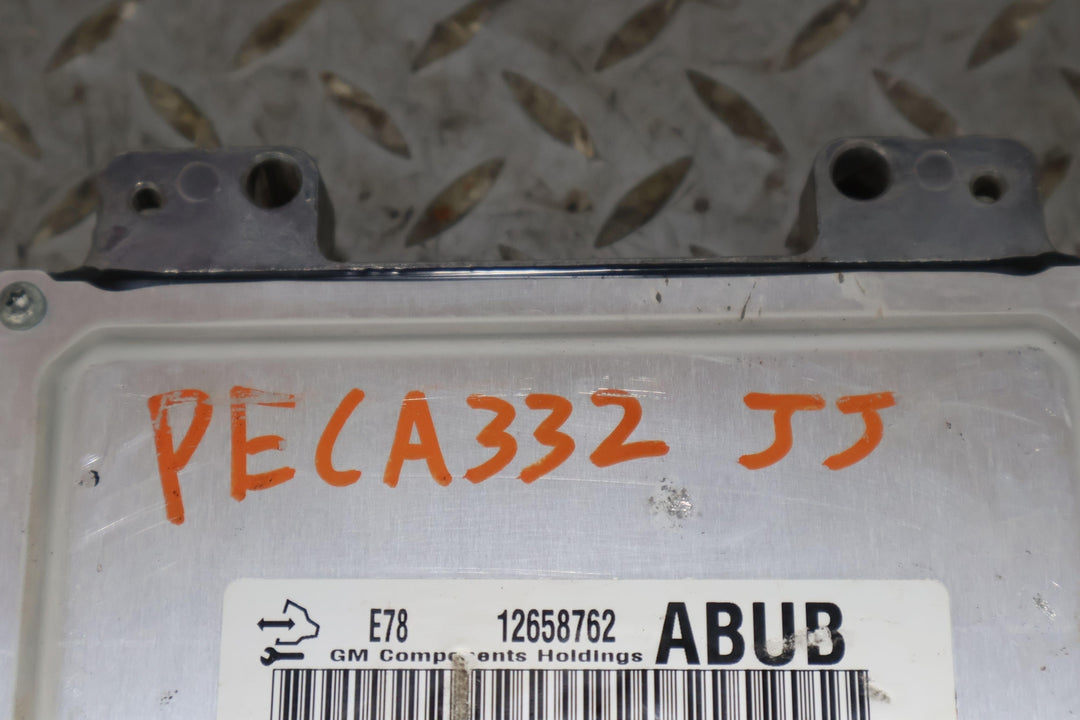 PECA332 JJ
E78 12658762 ABUB
GM Components Holdings